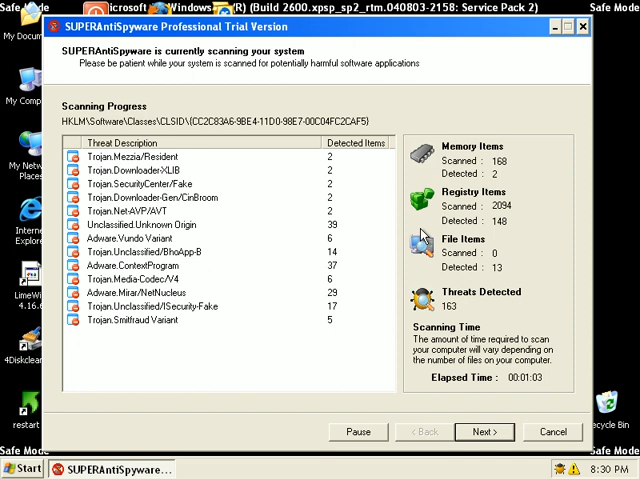 Microsoft Windows (R) (Build 2600.xpsp_sp2_rtm.040803-2158: Service Pack 2)
Safe Mode
SUPERAntiSpyware Professional Trial Version
SUPERAntiSpyware is currently scanning your system
Please be patient while your system is scanned for potentially harmful software applications
Scanning Progress
HKLM\Software\Classes\CLSID\{CC2C83A6-9BE4-11D0-98E7-00C04FC2CAF5}
Threat Description Detected Items
Trojan.Mezzia/Resident 2
Trojan.Downloader-XLIB 2
Trojan.SecurityCenter/Fake 2
Trojan.Downloader-Gen/CinBroom 2
Trojan.Net-AVP/AVT 2
Unclassified.Unknown Origin 39
Adware.Vundo Variant 6
Trojan.Unclassified/BhoApp-B 14
Adware.ContextProgram 37
Trojan.Media-Codec/V4 6
Adware.Mirar/NetNucleus 29
Trojan.Unclassified/ISecurity-Fake 17
Trojan.Smitfraud Variant 5
Memory Items
Scanned : 168
Detected : 2
Registry Items
Scanned : 2094
Detected : 148
File Items
Scanned : 0
Detected : 13
Threats Detected
163
Scanning Time
The amount of time required to scan
your computer will vary depending on
the number of files on your computer.
Elapsed Time : 00:01:03
Pause
< Back
Next >
Cancel
My Docum
My Comp
My Netw
Places
Interne
Explore
LimeWi
4.16.6
4Diskclean
restart
ecycle Bin
Safe Mode
Safe Mode
Start
SUPERAntiSpyware...
8:30 PM